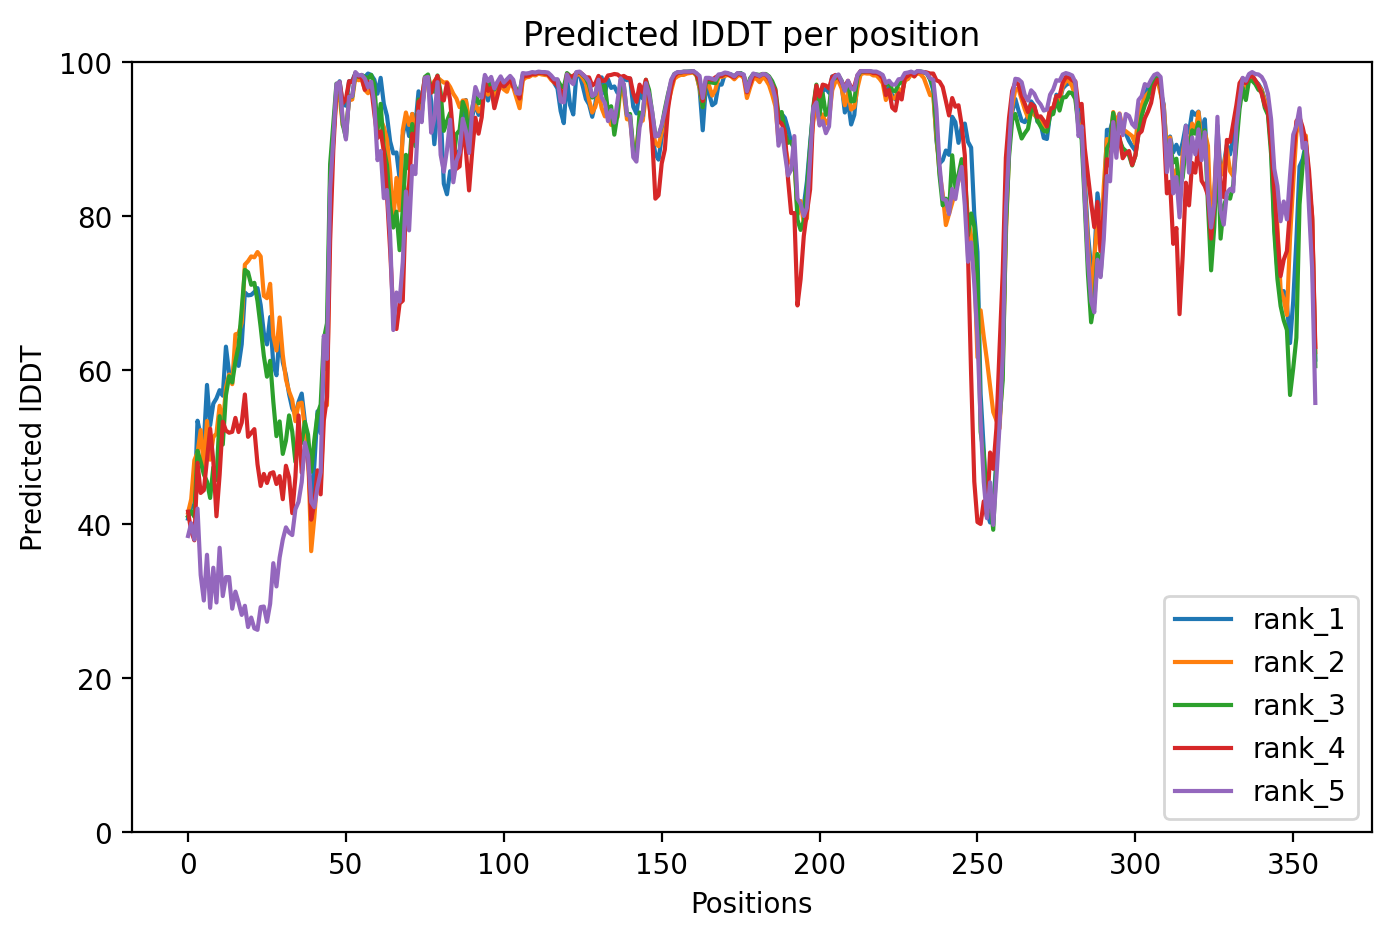 Predicted lDDT per position
Predicted lDDT
100
80
60
40
20
0
0 50 100 150 200 250 300 350
Positions
rank_1
rank_2
rank_3
rank_4
rank_5